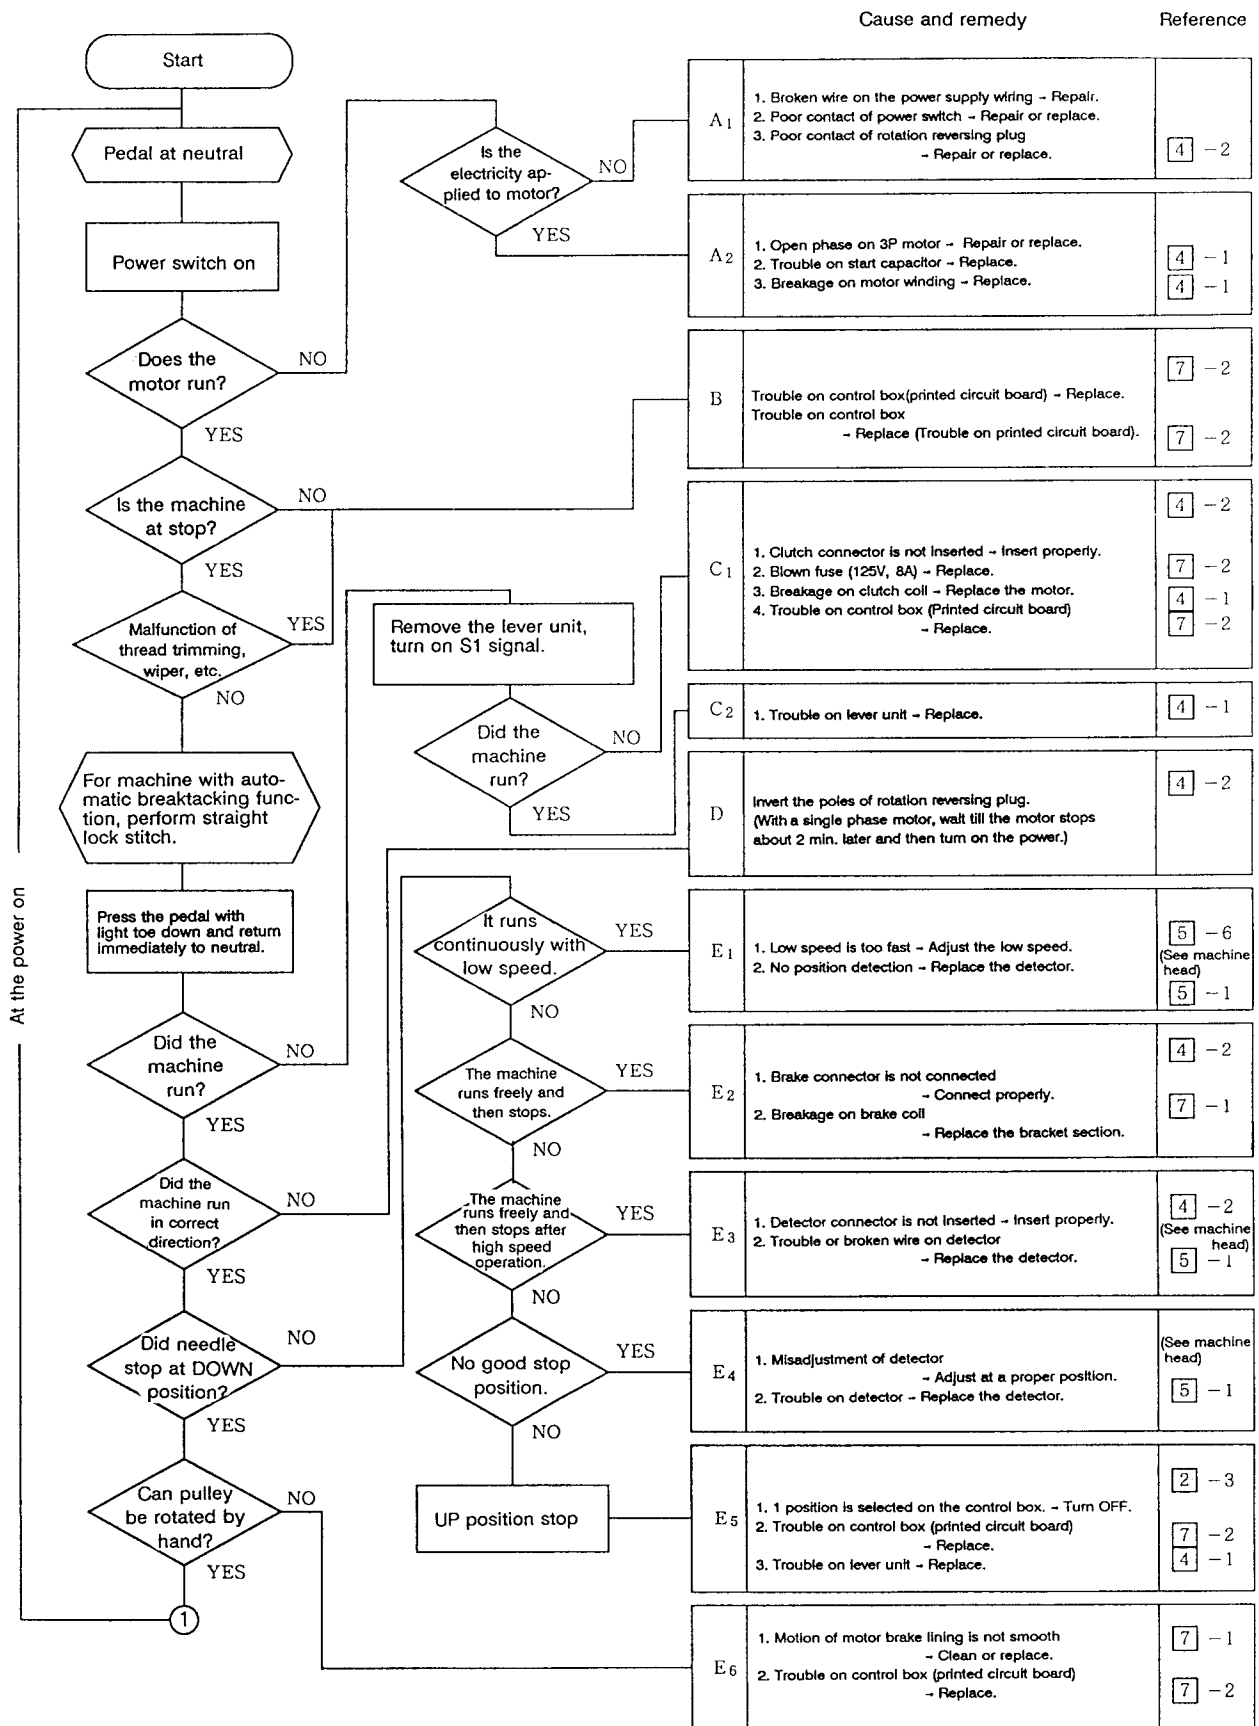 Cause and remedy
Reference
Start
Pedal at neutral
Power switch on
Does the
motor run?
NO
YES
Is the
electricity ap-
plied to motor?
NO
YES
A1
1. Broken wire on the power supply wiring – Repair.
2. Poor contact of power switch – Repair or replace.
3. Poor contact of rotation reversing plug
– Repair or replace.
4 -2
A2
1. Open phase on 3P motor – Repair or replace.
2. Trouble on start capacitor – Replace.
3. Breakage on motor winding – Replace.
4 -1
4 -1
Is the machine
at stop?
NO
YES
Malfunction of
thread trimming,
wiper, etc.
YES
NO
B
Trouble on control box(printed circuit board) – Replace.
Trouble on control box
– Replace (Trouble on printed circuit board).
7 -2
7 -2
For machine with auto-
matic breaktacking func-
tion, perform straight
lock stitch.
Press the pedal with
light toe down and return
immediately to neutral.
Did the
machine
run?
NO
YES
Remove the lever unit,
turn on S1 signal.
Did the
machine
run?
NO
YES
C1
1. Clutch connector is not inserted – Insert properly.
2. Blown fuse (125V, 8A) – Replace.
3. Breakage on clutch coil – Replace the motor.
4. Trouble on control box (Printed circuit board)
– Replace.
4 -2
7 -2
4 -1
7 -2
C2
1. Trouble on lever unit – Replace.
4 -1
Did the
machine run
in correct
direction?
NO
YES
D
Invert the poles of rotation reversing plug.
(With a single phase motor, wait till the motor stops
about 2 min. later and then turn on the power.)
4 -2
Did needle
stop at DOWN
position?
NO
YES
It runs
continuously with
low speed.
YES
NO
E1
1. Low speed is too fast – Adjust the low speed.
2. No position detection – Replace the detector.
5 -6
(See machine
head)
5 -1
The machine
runs freely and
then stops.
YES
NO
E2
1. Brake connector is not connected
– Connect properly.
2. Breakage on brake coil
– Replace the bracket section.
4 -2
7 -1
The machine
runs freely and
then stops after
high speed
operation.
YES
NO
E3
1. Detector connector is not inserted – Insert properly.
2. Trouble or broken wire on detector
– Replace the detector.
4 -2
(See machine
head)
5 -1
No good stop
position.
YES
NO
E4
1. Misadjustment of detector
– Adjust at a proper position.
2. Trouble on detector – Replace the detector.
(See machine
head)
5 -1
UP position stop
E5
1. 1 position is selected on the control box. – Turn OFF.
2. Trouble on control box (printed circuit board)
– Replace.
3. Trouble on lever unit – Replace.
2 -3
7 -2
4 -1
Can pulley
be rotated by
hand?
NO
YES
1
E6
1. Motion of motor brake lining is not smooth
– Clean or replace.
2. Trouble on control box (printed circuit board)
– Replace.
7 -1
7 -2
At the power on